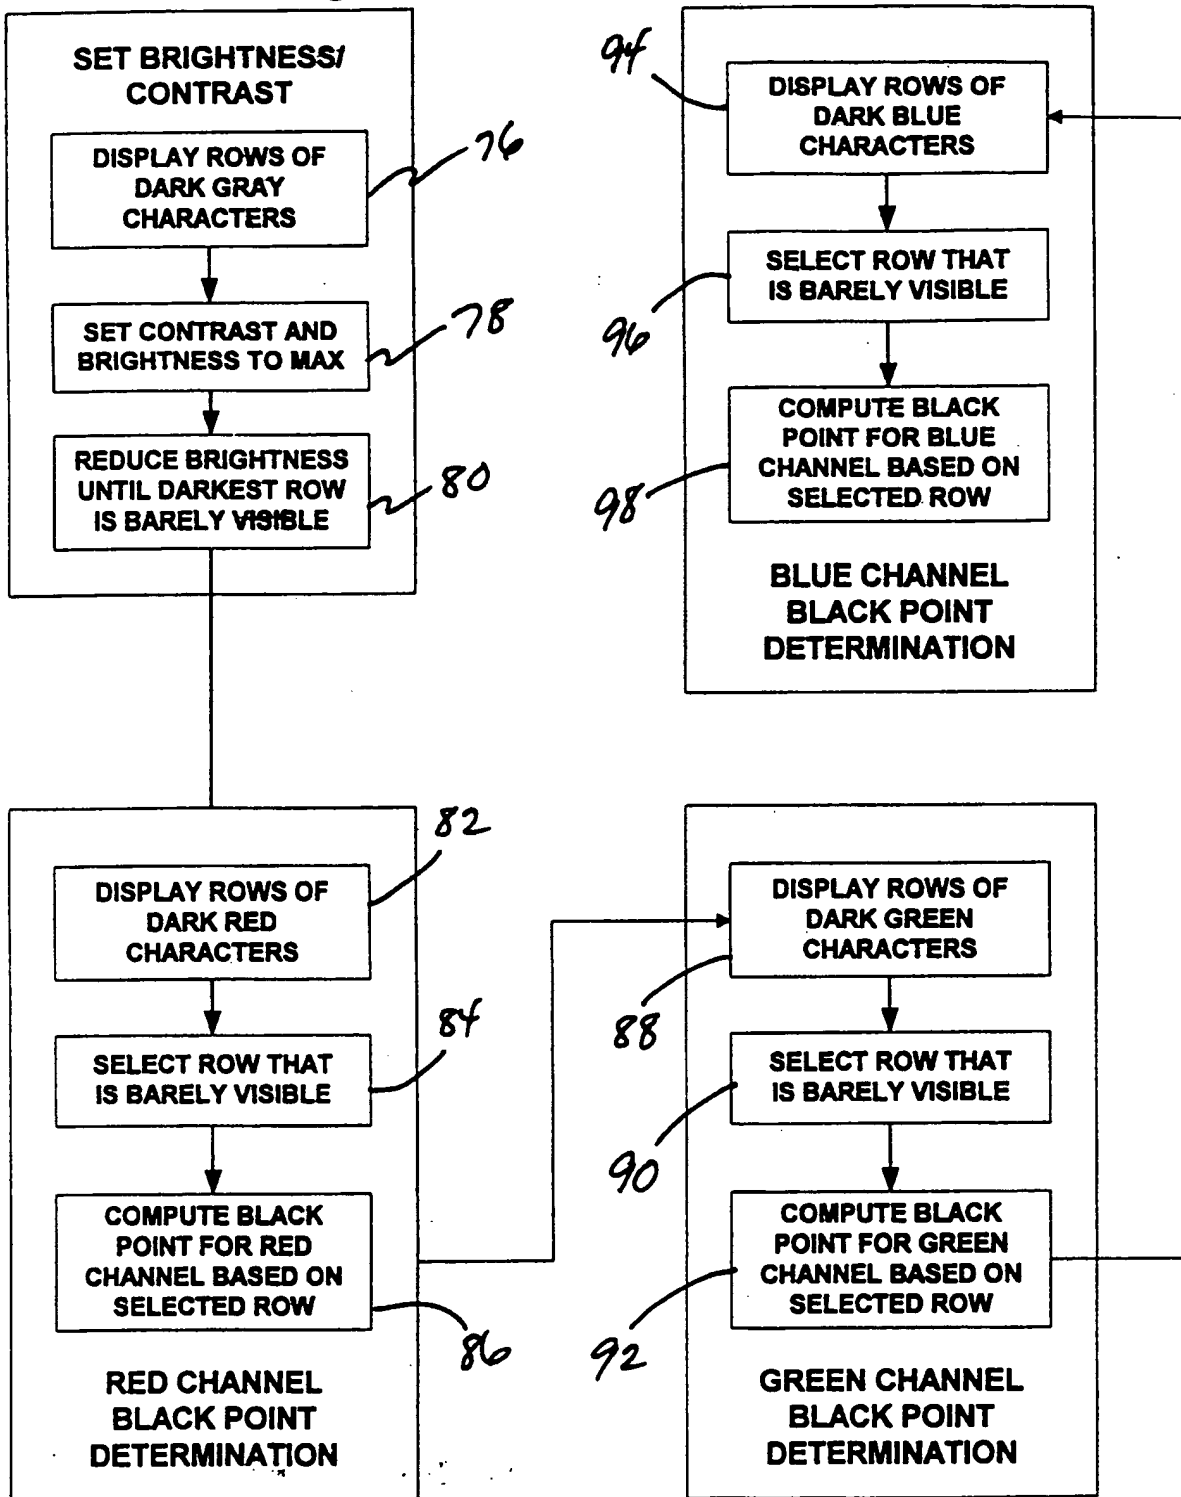 SET BRIGHTNESS/
CONTRAST
DISPLAY ROWS OF
DARK GRAY
CHARACTERS
76
SET CONTRAST AND
BRIGHTNESS TO MAX
78
REDUCE BRIGHTNESS
UNTIL DARKEST ROW
IS BARELY VISIBLE
80
82
DISPLAY ROWS OF
DARK RED
CHARACTERS
84
SELECT ROW THAT
IS BARELY VISIBLE
COMPUTE BLACK
POINT FOR RED
CHANNEL BASED ON
SELECTED ROW
86
RED CHANNEL
BLACK POINT
DETERMINATION
DISPLAY ROWS OF
DARK GREEN
CHARACTERS
88
SELECT ROW THAT
IS BARELY VISIBLE
90
COMPUTE BLACK
POINT FOR GREEN
CHANNEL BASED ON
SELECTED ROW
92
GREEN CHANNEL
BLACK POINT
DETERMINATION
94
DISPLAY ROWS OF
DARK BLUE
CHARACTERS
SELECT ROW THAT
IS BARELY VISIBLE
96
COMPUTE BLACK
POINT FOR BLUE
CHANNEL BASED ON
SELECTED ROW
98
BLUE CHANNEL
BLACK POINT
DETERMINATION